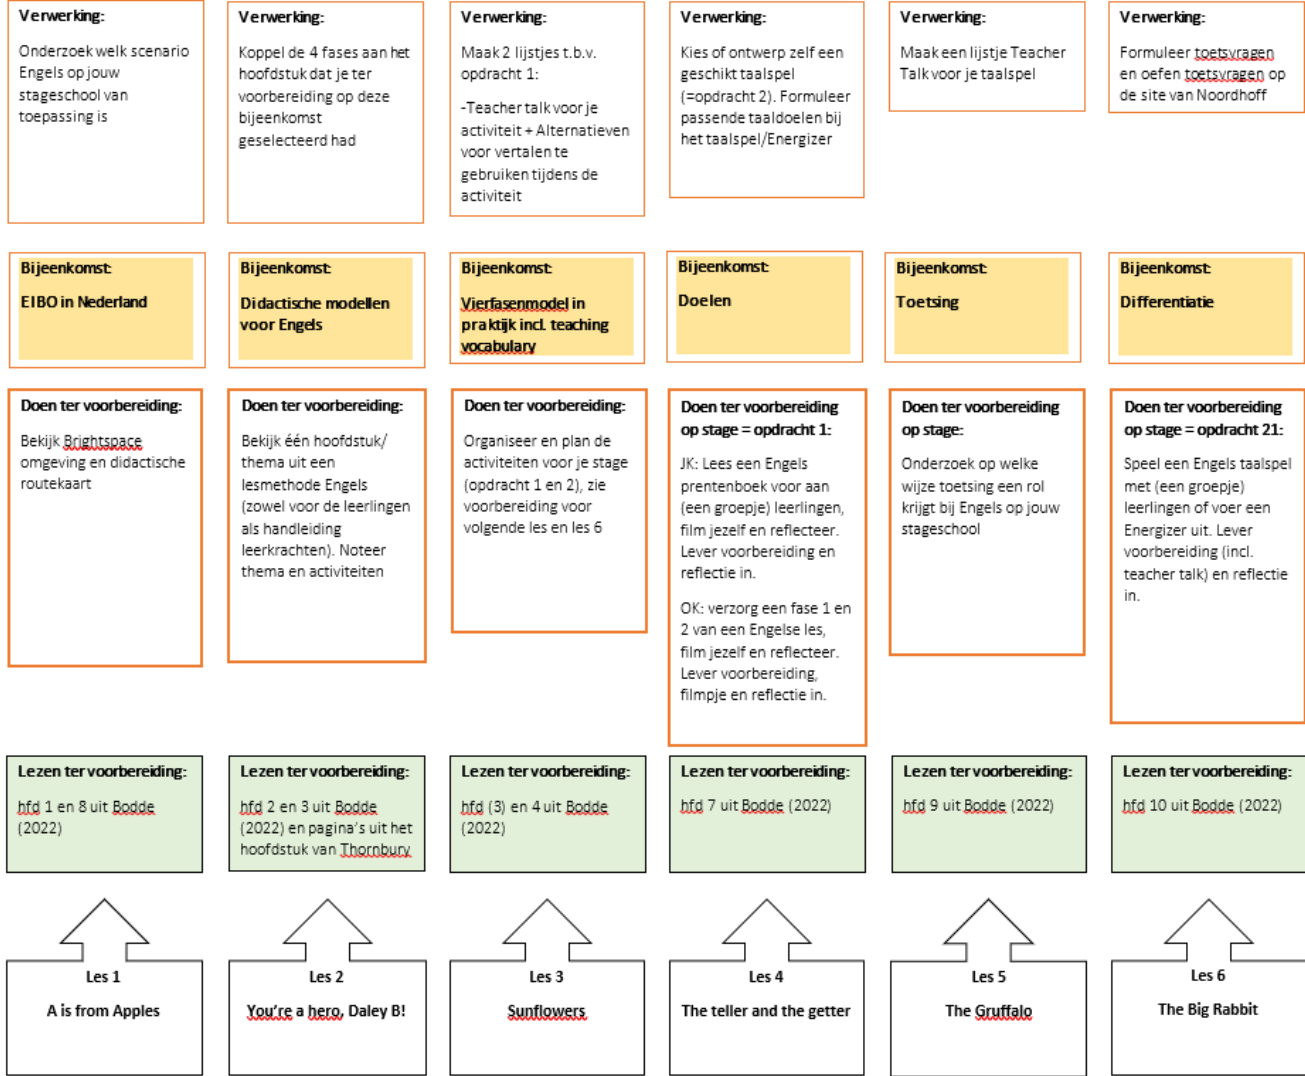 Verwerking:
Onderzoek welk scenario
Engels op jouw
stageschool van
toepassing is
Verwerking:
Koppel de 4 fases aan het
hoofdstuk dat je ter
voorbereiding op deze
bijeenkomst
geselecteerd had
Verwerking:
Maak 2 lijstjes t.b.v.
opdracht 1:
-Teacher talk voor je
activiteit + Alternatieven
voor vertalen te
gebruiken tijdens de
activiteit
Verwerking:
Kies of ontwerp zelf een
geschikt taalspel
(=opdracht 2). Formuleer
passende taaldoelen bij
het taalspel/Energizer
Verwerking:
Maak een lijstje Teacher
Talk voor je taalspel
Verwerking:
Formuleer toetsvragen
en oefen toetsvragen op
de site van Noordhoff
Bijeenkomst:
EIBO in Nederland
Bijeenkomst:
Didactische modellen
voor Engels
Bijeenkomst:
Vierfasenmodel in
praktijk incl. teaching
vocabulary
Bijeenkomst:
Doelen
Bijeenkomst:
Toetsing
Bijeenkomst:
Differentiatie
Doen ter voorbereiding:
Bekijk Brightspace
omgeving en didactische
routekaart
Doen ter voorbereiding:
Bekijk één hoofdstuk/
thema uit een
lesmethode Engels
(zowel voor de leerlingen
als handleiding
leerkrachten). Noteer
thema en activiteiten
Doen ter voorbereiding:
Organiseer en plan de
activiteiten voor je stage
(opdracht 1 en 2), zie
voorbereiding voor
volgende les en les 6
Doen ter voorbereiding
op stage = opdracht 1:
JK: Lees een Engels
prentenboek voor aan
(een groepje) leerlingen,
film jezelf en reflecteer.
Lever voorbereiding en
reflectie in.
OK: verzorg een fase 1 en
2 van een Engelse les,
film jezelf en reflecteer.
Lever voorbereiding,
filmpje en reflectie in.
Doen ter voorbereiding
op stage:
Onderzoek op welke
wijze toetsing een rol
krijgt bij Engels op jouw
stageschool
Doen ter voorbereiding
op stage = opdracht 21:
Speel een Engels taalspel
met (een groepje)
leerlingen of voer een
Energizer uit. Lever
voorbereiding (incl.
teacher talk) en reflectie
in.
Lezen ter voorbereiding:
hfd 1 en 8 uit Bodde
(2022)
Lezen ter voorbereiding:
hfd 2 en 3 uit Bodde
(2022) en pagina's uit het
hoofdstuk van Thornbury
Lezen ter voorbereiding:
hfd (3) en 4 uit Bodde
(2022)
Lezen ter voorbereiding:
hfd 7 uit Bodde (2022)
Lezen ter voorbereiding:
hfd 9 uit Bodde (2022)
Lezen ter voorbereiding:
hfd 10 uit Bodde (2022)
Les 1
A is from Apples
Les 2
You're a hero, Daley B!
Les 3
Sunflowers
Les 4
The teller and the getter
Les 5
The Gruffalo
Les 6
The Big Rabbit